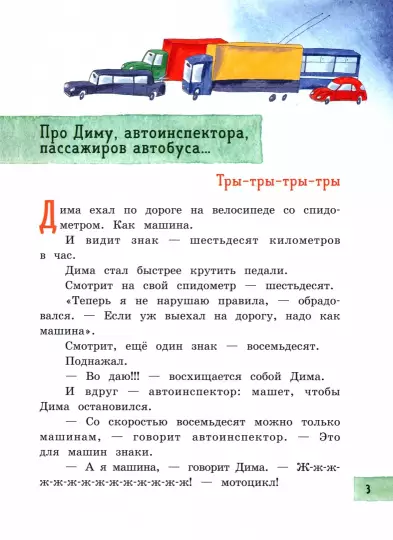 Про Диму, автоинспектора,
пассажиров автобуса...
Тры-тры-тры-тры
Дима ехал по дороге на велосипеде со спидо-
метром. Как машина.
И видит знак — шестьдесят километров
в час.
Дима стал быстрее крутить педали.
Смотрит на свой спидометр — шестьдесят.
«Теперь я не нарушаю правила, — обрадо-
вался. — Если уж выехал на дорогу, надо как
машина».
Смотрит, ещё один знак — восемьдесят.
Поднажал.
— Во даю!!! — восхищается собой Дима.
И вдруг — автоинспектор: машет, чтобы
Дима остановился.
— Со скоростью восемьдесят можно только
машинам, — говорит автоинспектор. — Это
для машин знаки.
— А я машина, — говорит Дима. — Ж-ж-ж-
ж-ж-ж-ж-ж-ж-ж-ж-ж-ж! — мотоцикл!
3